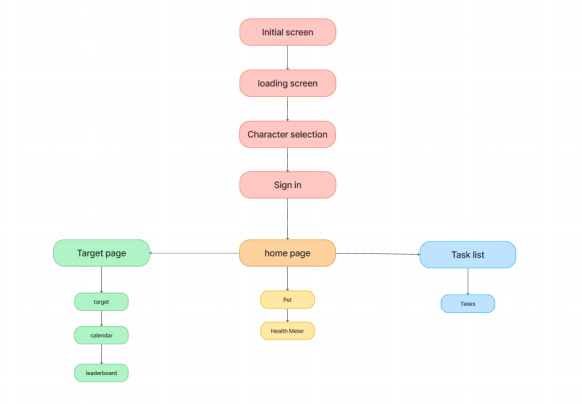 Initial screen
loading screen
Character selection
Sign in
Target page
home page
Task list
target
Pet
Tasks
calendar
Health Meter
leaderboard